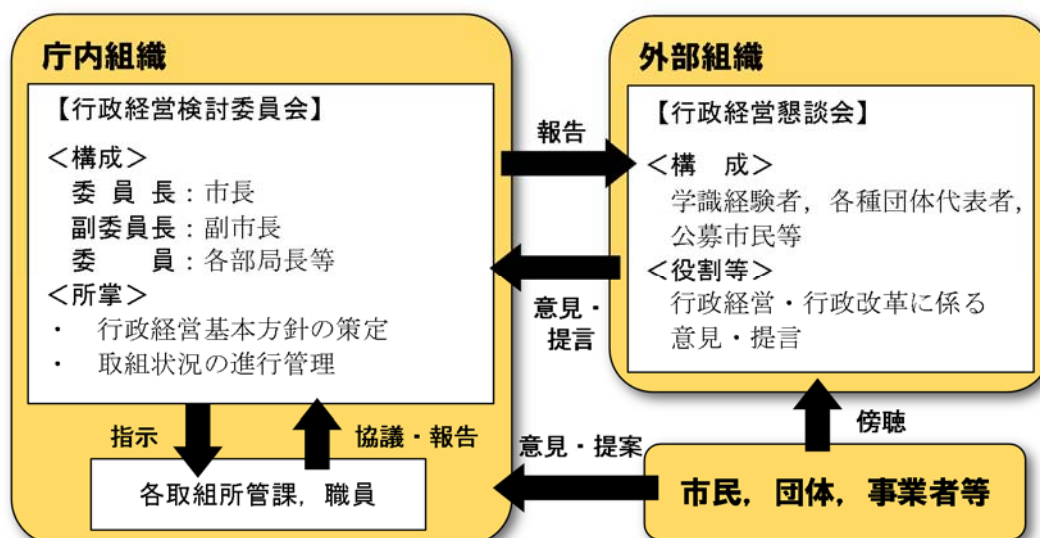 庁内組織
【行政経営検討委員会】
＜構成＞
委 員 長：市長
副委員長：副市長
委　　員：各部局長等
＜所掌＞
・　行政経営基本方針の策定
・　取組状況の進行管理
指示
協議・報告
各取組所管課，職員
報告
意見・
提言
意見・提案
外部組織
【行政経営懇談会】
＜構　成＞
学識経験者，各種団体代表者，
公募市民等
＜役割等＞
行政経営・行政改革に係る
意見・提言
傍聴
市民，団体，事業者等